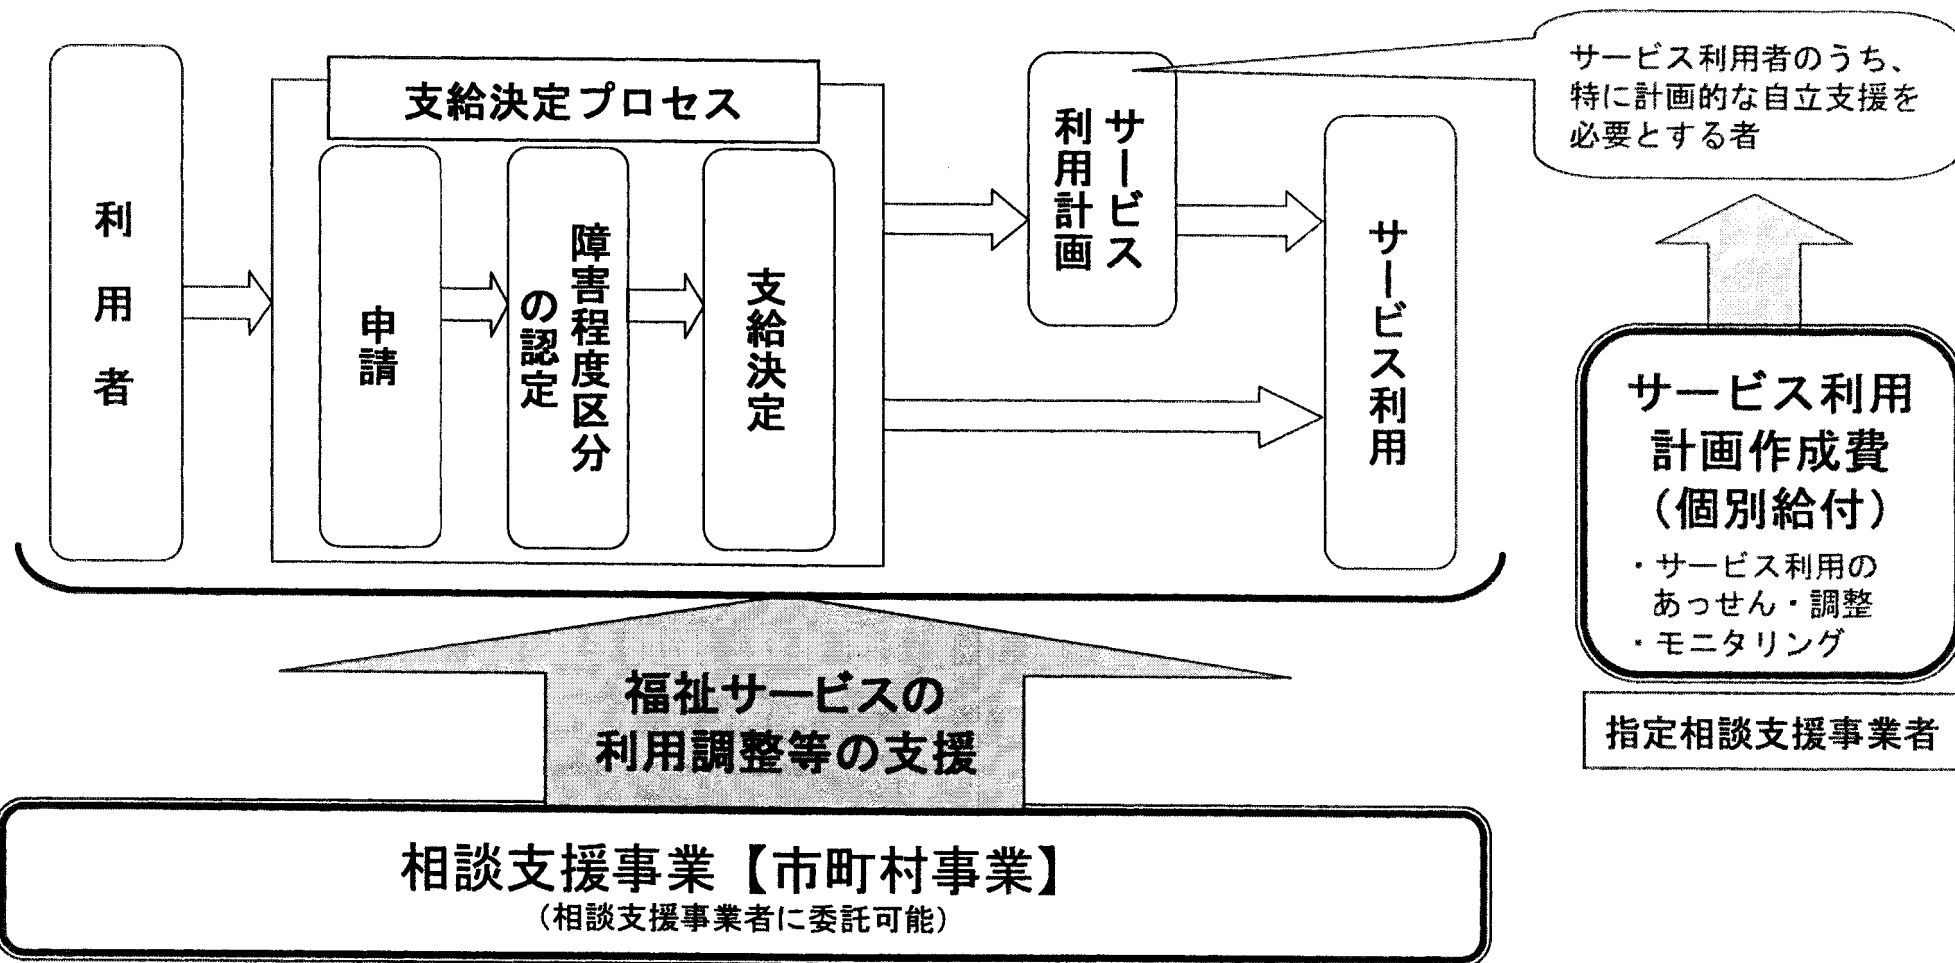 利用者
支給決定プロセス
申請
障害程度区分
の認定
支給決定
サービス
利用計画
サービス利用
サービス利用者のうち、
特に計画的な自立支援を
必要とする者
サービス利用
計画作成費
（個別給付）
・サービス利用の
あっせん・調整
・モニタリング
指定相談支援事業者
福祉サービスの
利用調整等の支援
相談支援事業【市町村事業】
（相談支援事業者に委託可能）